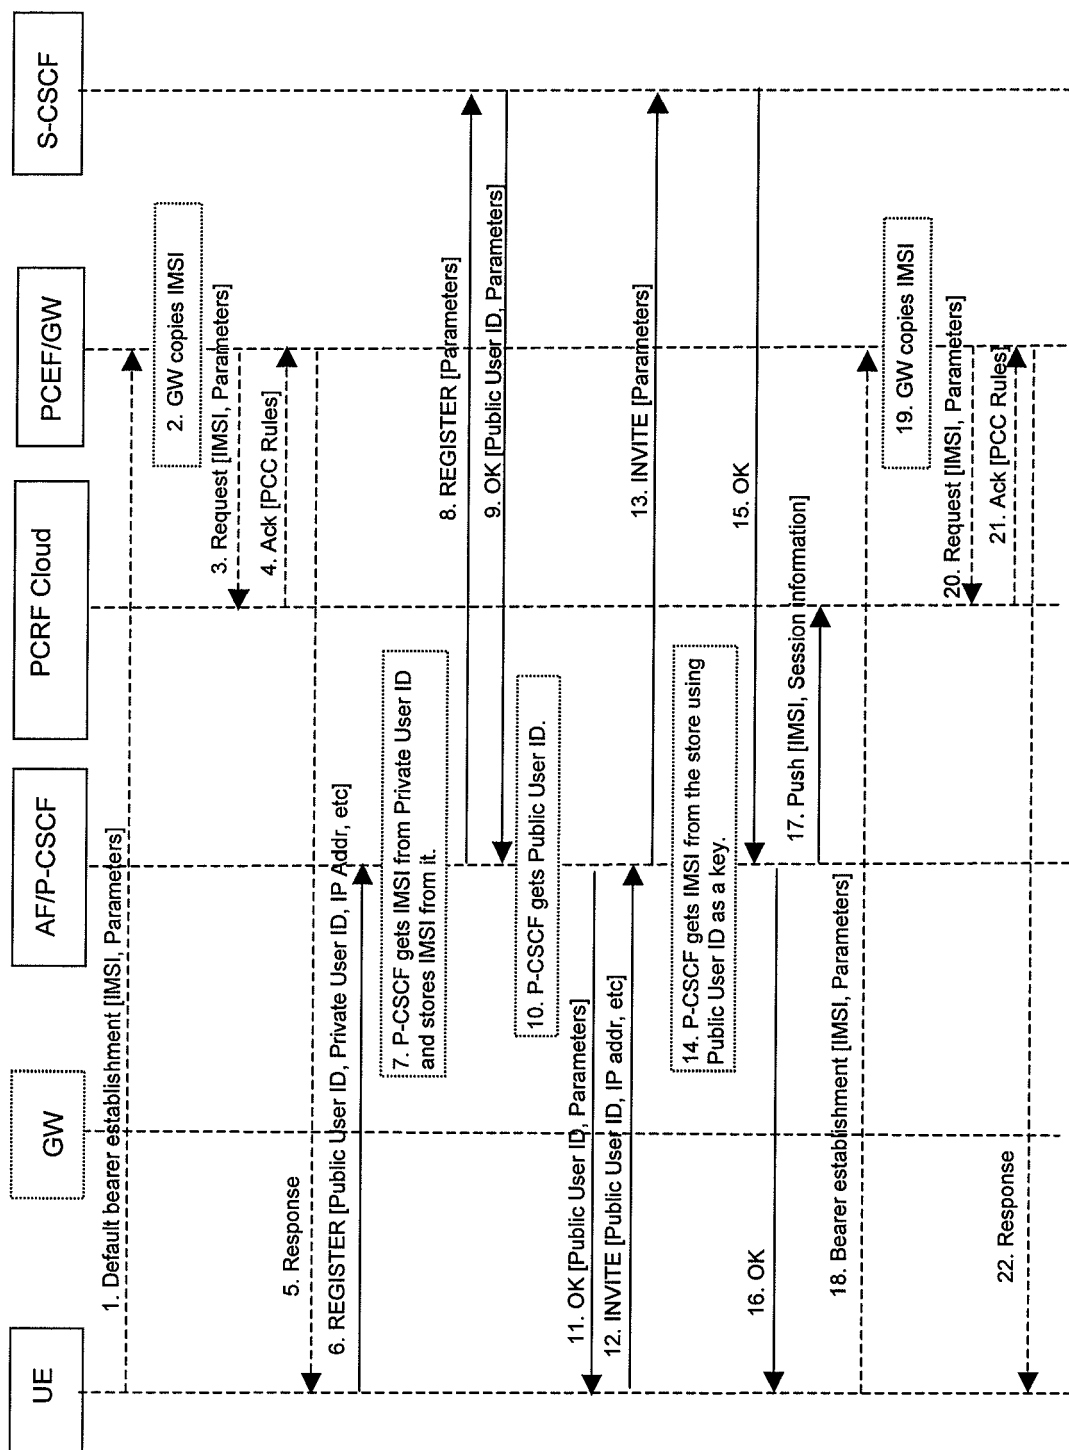 UE
GW
AF/P-CSCF
PCRF Cloud
PCEF/GW
S-CSCF
1. Default bearer establishment [IMSI, Parameters]
2. GW copies IMSI
3. Request [IMSI, Parameters]
4. Ack [PCC Rules]
5. Response
6. REGISTER [Public User ID, Private User ID, IP Addr, etc]
7. P-CSCF gets IMSI from Private User ID
and stores IMSI from it.
8. REGISTER [Parameters]
9. OK [Public User ID, Parameters]
10. P-CSCF gets Public User ID.
11. OK [Public User ID, Parameters]
12. INVITE [Public User ID, IP addr, etc]
13. INVITE [Parameters]
14. P-CSCF gets IMSI from the store using
Public User ID as a key.
15. OK
16. OK
17. Push [IMSI, Session information]
18. Bearer establishment [IMSI, Parameters]
19. GW copies IMSI
20. Request [IMSI, Parameters]
21. Ack [PCC Rules]
22. Response